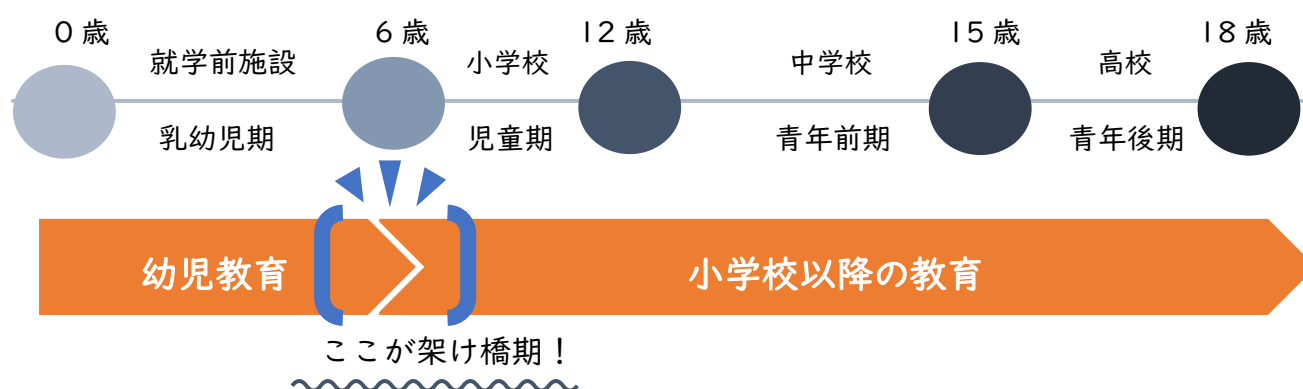 0歳 6歳 12歳 15歳 18歳
就学前施設 小学校 中学校 高校
乳幼児期 児童期 青年前期 青年後期
幼児教育 小学校以降の教育
ここが架け橋期！